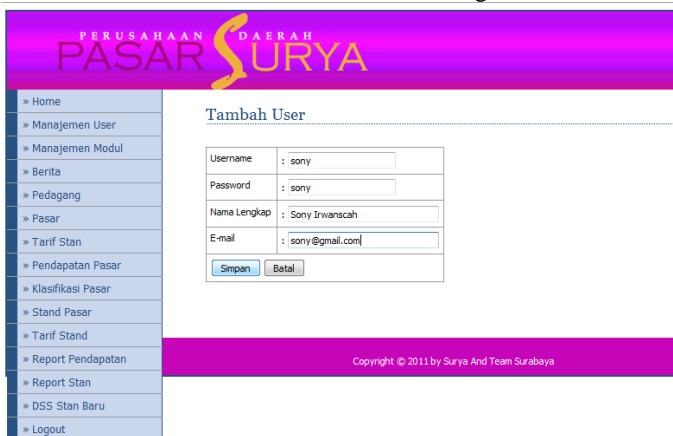 PERUSAHAAN DAERAH
PASAR SURYA
» Home
» Manajemen User
» Manajemen Modul
» Berita
» Pedagang
» Pasar
» Tarif Stan
» Pendapatan Pasar
» Klasifikasi Pasar
» Stand Pasar
» Tarif Stand
» Report Pendapatan
» Report Stan
» DSS Stan Baru
» Logout
Tambah User
Username : sony
Password : sony
Nama Lengkap : Sony Irwanscah
E-mail : sony@gmail.com
Simpan Batal
Copyright © 2011 by Surya And Team Surabaya